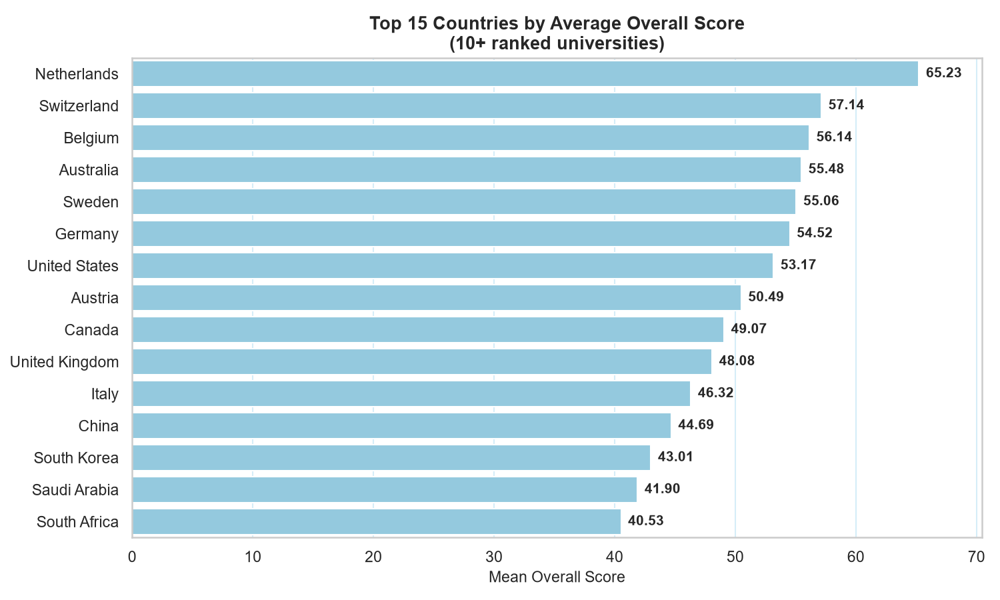 Top 15 Countries by Average Overall Score
(10+ ranked universities)
Netherlands 65.23
Switzerland 57.14
Belgium 56.14
Australia 55.48
Sweden 55.06
Germany 54.52
United States 53.17
Austria 50.49
Canada 49.07
United Kingdom 48.08
Italy 46.32
China 44.69
South Korea 43.01
Saudi Arabia 41.90
South Africa 40.53
0 10 20 30 40 50 60 70
Mean Overall Score